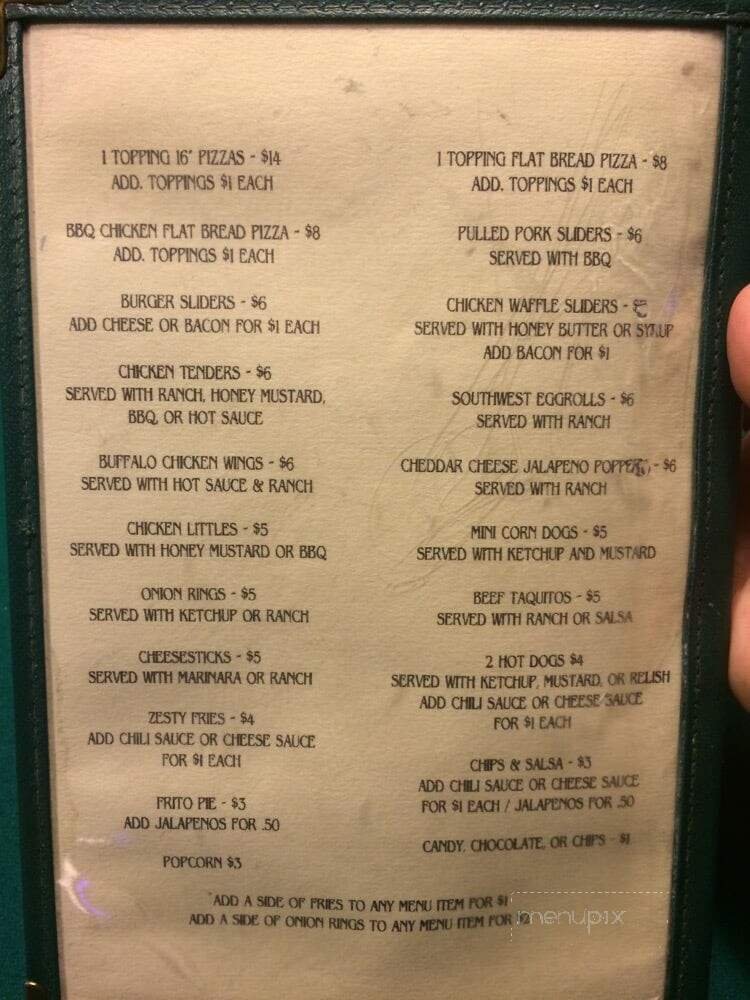 1 TOPPING 16" PIZZAS - $14
ADD. TOPPINGS $1 EACH
BBQ CHICKEN FLAT BREAD PIZZA - $8
ADD. TOPPINGS $1 EACH
BURGER SLIDERS - $6
ADD CHEESE OR BACON FOR $1 EACH
CHICKEN TENDERS - $6
SERVED WITH RANCH, HONEY MUSTARD,
BBQ, OR HOT SAUCE
BUFFALO CHICKEN WINGS - $6
SERVED WITH HOT SAUCE & RANCH
CHICKEN LITTLES - $5
SERVED WITH HONEY MUSTARD OR BBQ
ONION RINGS - $5
SERVED WITH KETCHUP OR RANCH
CHEESESTICKS - $5
SERVED WITH MARINARA OR RANCH
ZESTY FRIES - $4
ADD CHILI SAUCE OR CHEESE SAUCE
FOR $1 EACH
FRITO PIE - $3
ADD JALAPENOS FOR .50
POPCORN $3
1 TOPPING FLAT BREAD PIZZA - $8
ADD. TOPPINGS $1 EACH
PULLED PORK SLIDERS - $6
SERVED WITH BBQ
CHICKEN WAFFLE SLIDERS -
SERVED WITH HONEY BUTTER OR SYRUP
ADD BACON FOR $1
SOUTHWEST EGGROLLS - $6
SERVED WITH RANCH
CHEDDAR CHEESE JALAPENO POPPERS - $6
SERVED WITH RANCH
MINI CORN DOGS - $5
SERVED WITH KETCHUP AND MUSTARD
BEEF TAQUITOS - $5
SERVED WITH RANCH OR SALSA
2 HOT DOGS $4
SERVED WITH KETCHUP, MUSTARD, OR RELISH
ADD CHILI SAUCE OR CHEESE SAUCE
FOR $1 EACH
CHIPS & SALSA - $3
ADD CHILI SAUCE OR CHEESE SAUCE
FOR $1 EACH / JALAPENOS FOR .50
CANDY, CHOCOLATE, OR CHIPS - $1
*ADD A SIDE OF FRIES TO ANY MENU ITEM FOR $1
ADD A SIDE OF ONION RINGS TO ANY MENU ITEM FOR $2
menupix